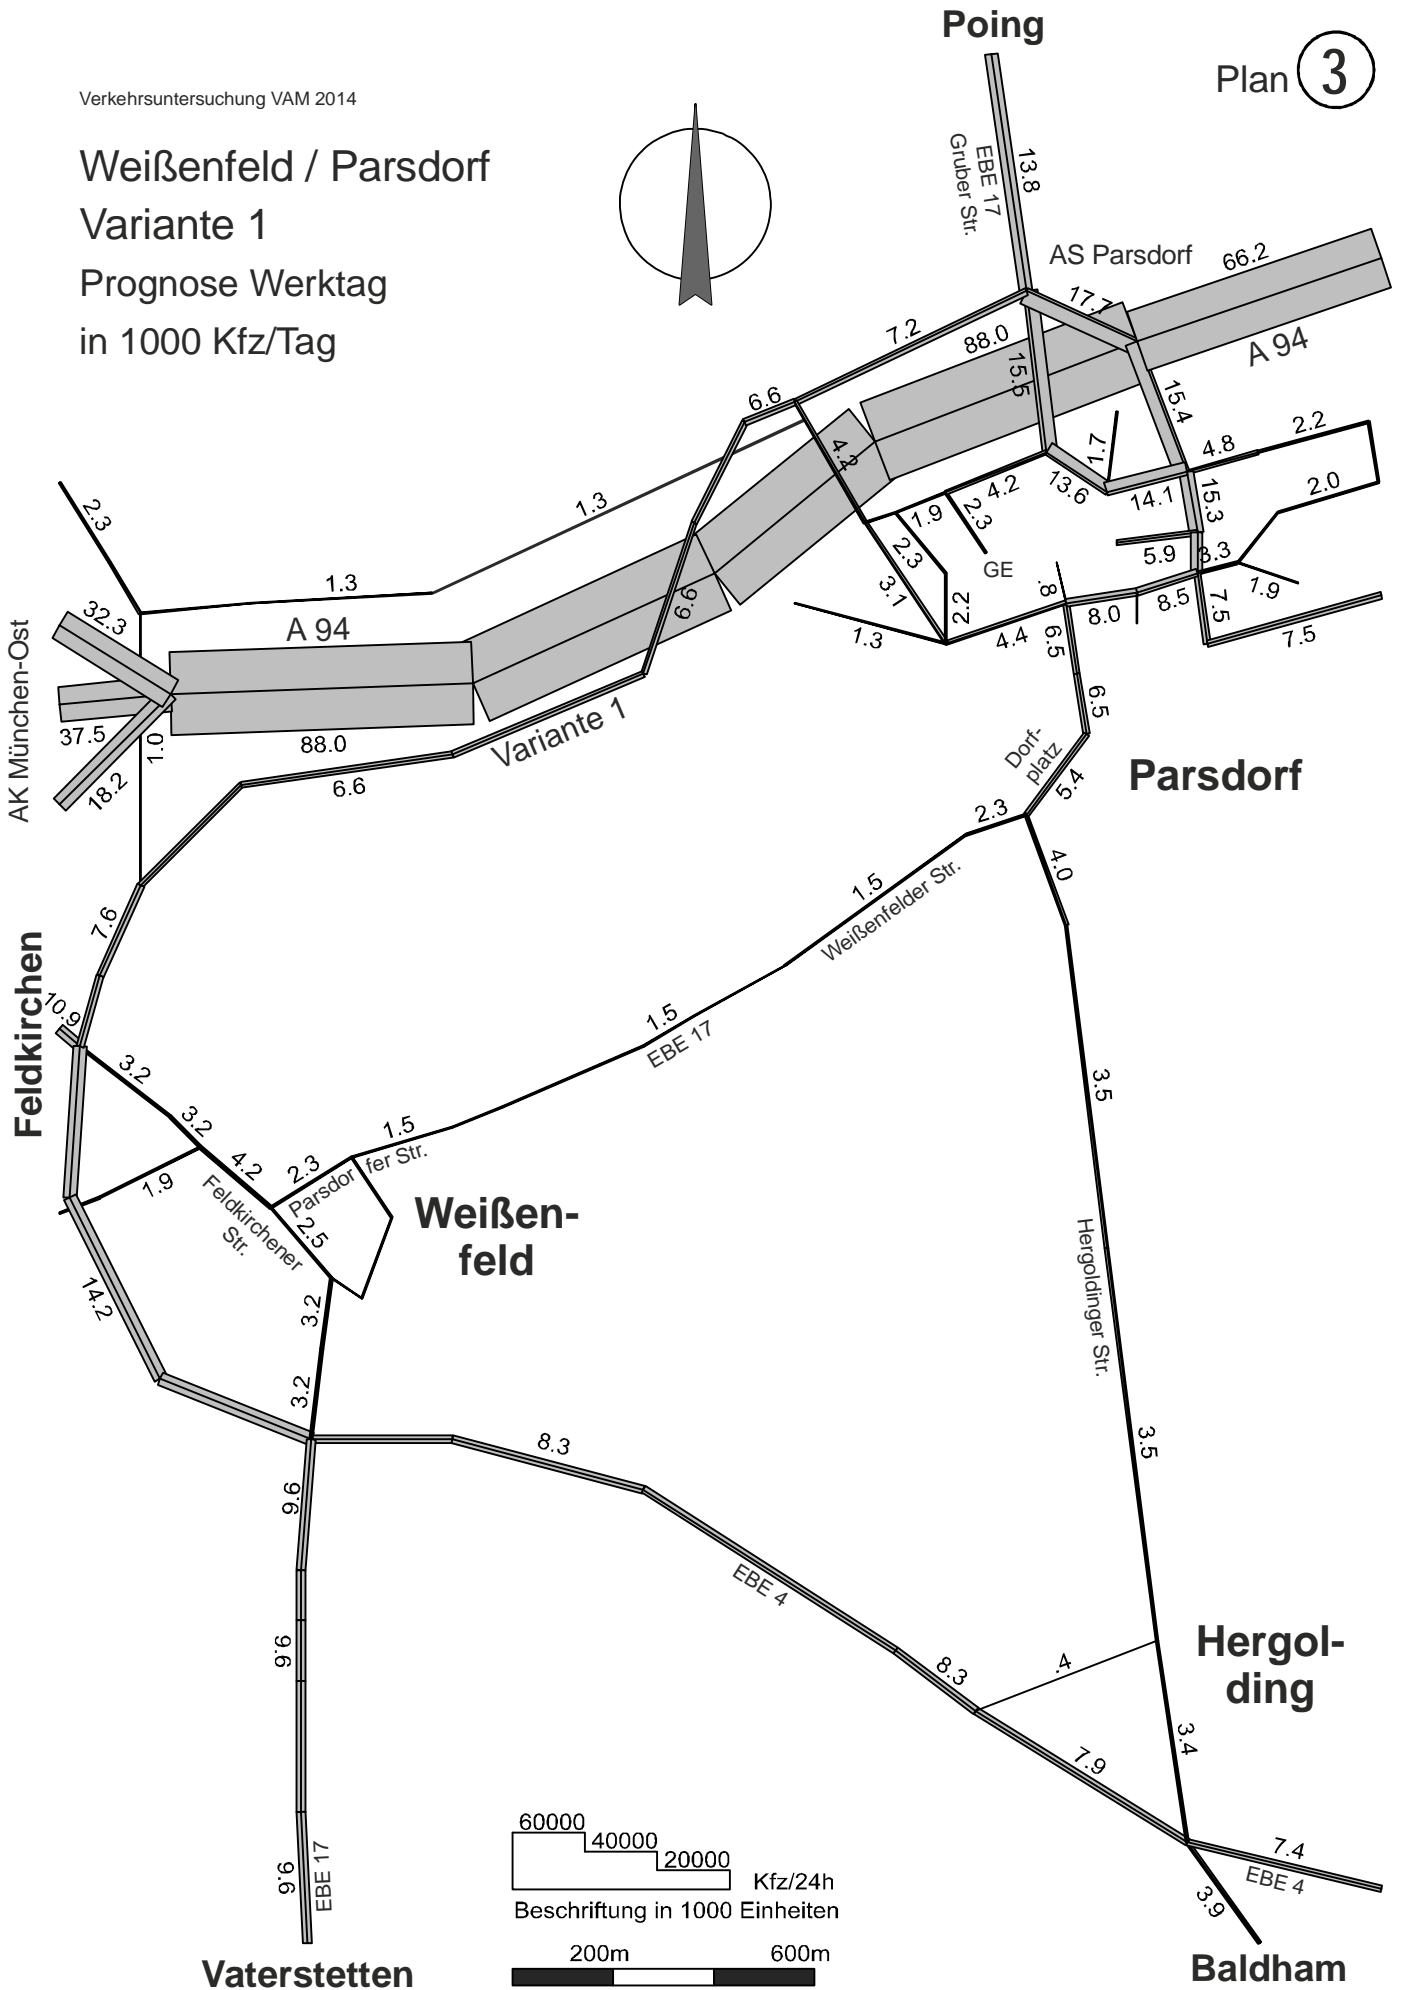 Poing
Plan 3
Verkehrsuntersuchung VAM 2014
Weißenfeld / Parsdorf
Variante 1
Prognose Werktag
in 1000 Kfz/Tag
13.8
EBE 17
Gruber Str.
AS Parsdorf
66.2
17.7
A 94
7.2
88.0
15.5
15.4
6.6
4.2
1.7
4.8
2.2
2.3
1.3
4.2
13.6
14.1
15.3
2.0
1.9
2.3
2.3
5.9
3.3
GE
1.3
3.1
2.2
.8
8.0
8.5
7.5
1.9
32.3
A 94
6.6
1.3
4.4
6.5
7.5
AK München-Ost
37.5
1.0
88.0
Variante 1
6.5
18.2
6.6
Dorf-
platz
5.4
Parsdorf
2.3
4.0
1.5
Weißenfelder Str.
7.6
Feldkirchen
10.9
1.5
EBE 17
3.2
3.5
3.2
1.5
4.2
2.3
Parsdor fer Str.
1.9
Feldkirchener
Str.
2.5
Weißen-
feld
14.2
3.2
Hergoldinger Str.
3.2
8.3
3.5
9.6
EBE 4
9.6
8.3
.4
Hergol-
ding
3.4
7.9
60000
40000
20000
Kfz/24h
Beschriftung in 1000 Einheiten
7.4
EBE 4
9.6
EBE 17
3.9
200m
600m
Vaterstetten
Baldham